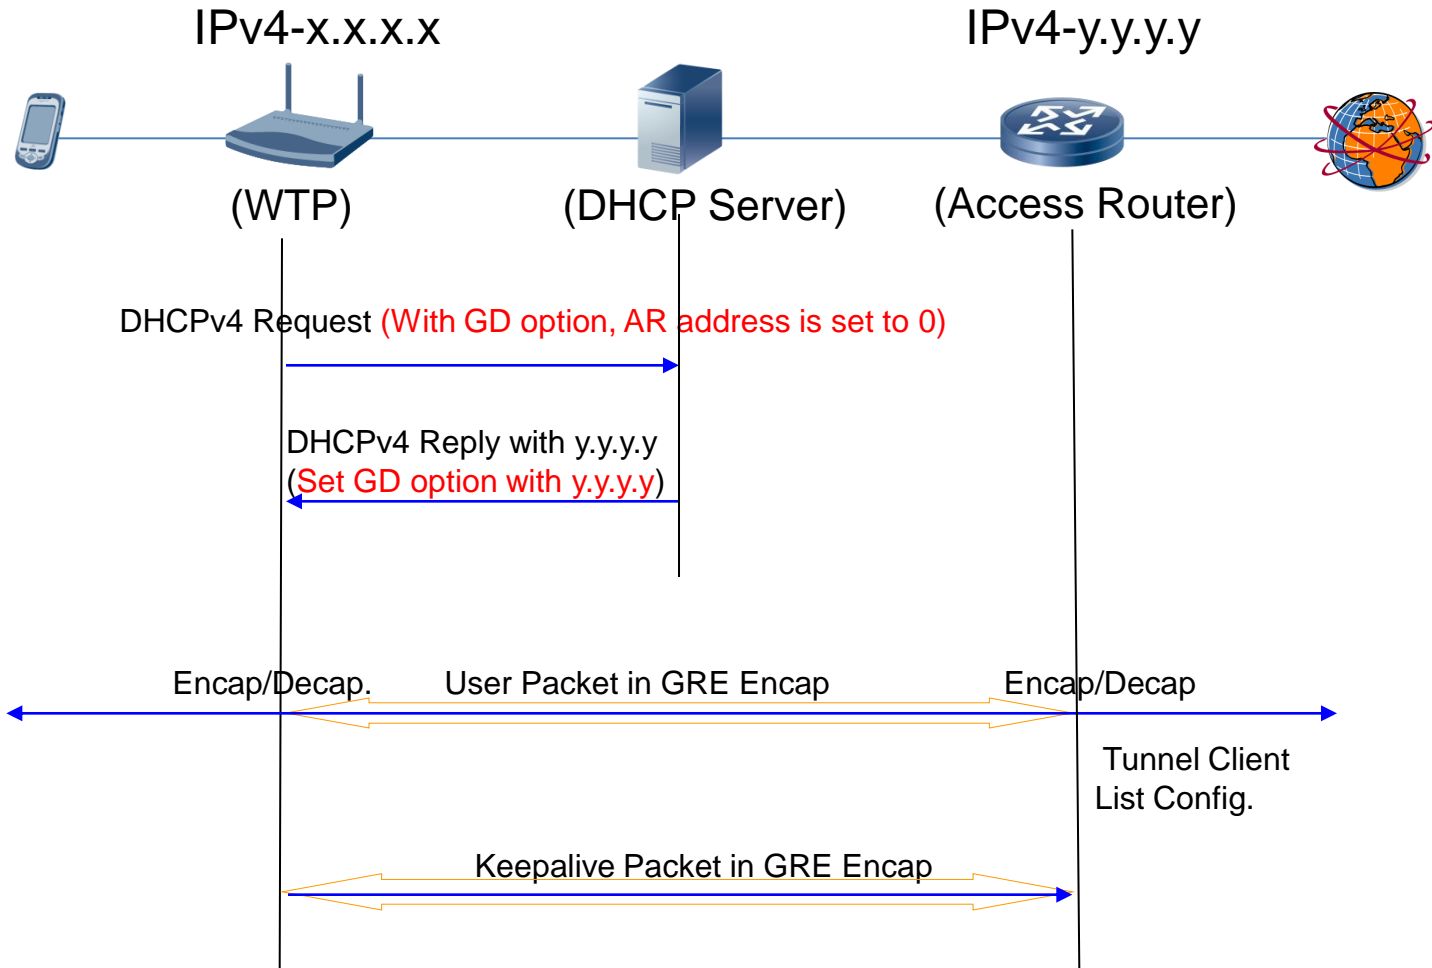 IPv4-x.x.x.x
IPv4-y.y.y.y
(WTP)
(DHCP Server)
(Access Router)
DHCPv4 Request (With GD option, AR address is set to 0)
DHCPv4 Reply with y.y.y.y
(Set GD option with y.y.y.y)
Encap/Decap.
User Packet in GRE Encap
Encap/Decap
Tunnel Client
List Config.
Keepalive Packet in GRE Encap